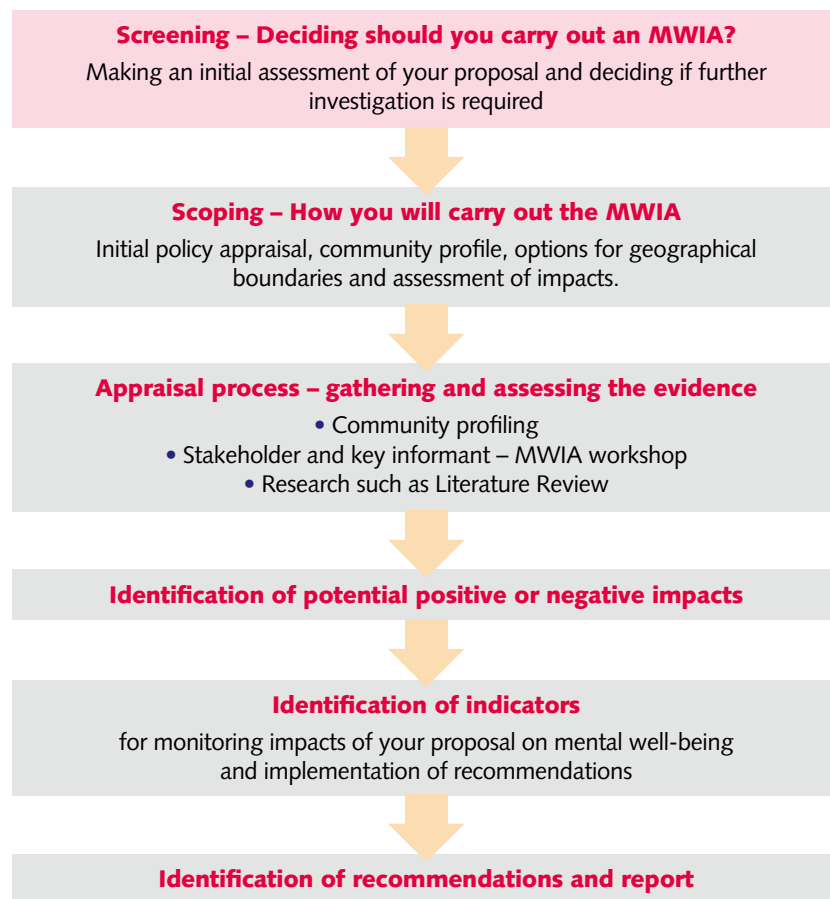 Screening – Deciding should you carry out an MWIA?
Making an initial assessment of your proposal and deciding if further
investigation is required
Scoping – How you will carry out the MWIA
Initial policy appraisal, community profile, options for geographical
boundaries and assessment of impacts.
Appraisal process – gathering and assessing the evidence
• Community profiling
• Stakeholder and key informant – MWIA workshop
• Research such as Literature Review
Identification of potential positive or negative impacts
Identification of indicators
for monitoring impacts of your proposal on mental well-being
and implementation of recommendations
Identification of recommendations and report